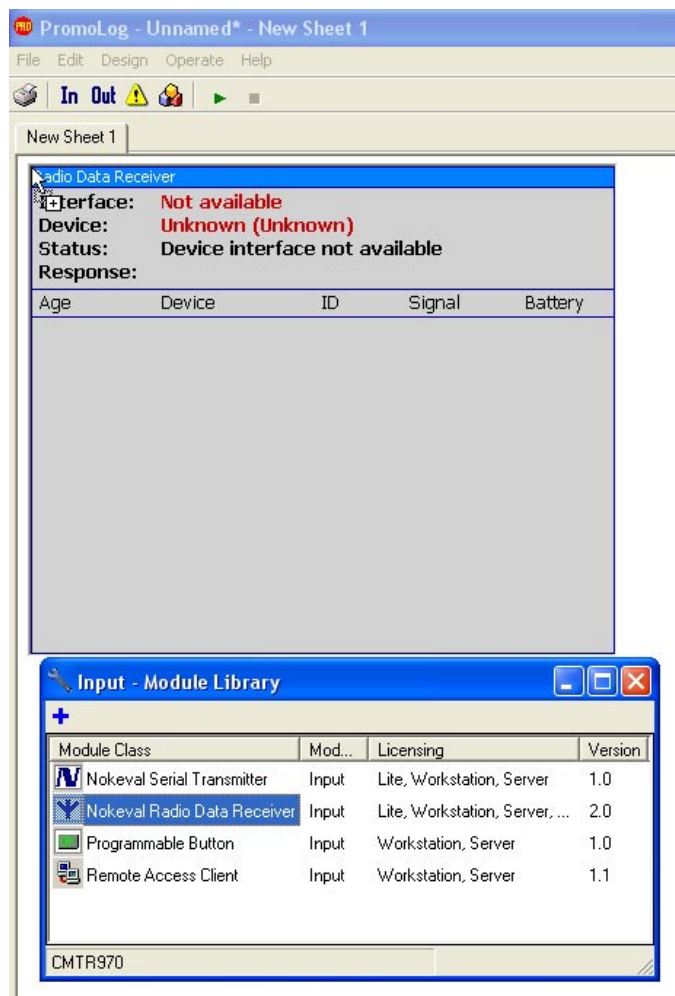 PRO PromoLog - Unnamed* - New Sheet 1
File Edit Design Operate Help
In Out
New Sheet 1
Radio Data Receiver
Interface: Not available
Device: Unknown (Unknown)
Status: Device interface not available
Response:
Age Device ID Signal Battery
Input - Module Library
Module Class Mod... Licensing Version
Nokeval Serial Transmitter Input Lite, Workstation, Server 1.0
Nokeval Radio Data Receiver Input Lite, Workstation, Server, ... 2.0
Programmable Button Input Workstation, Server 1.0
Remote Access Client Input Workstation, Server 1.1
CMTR970